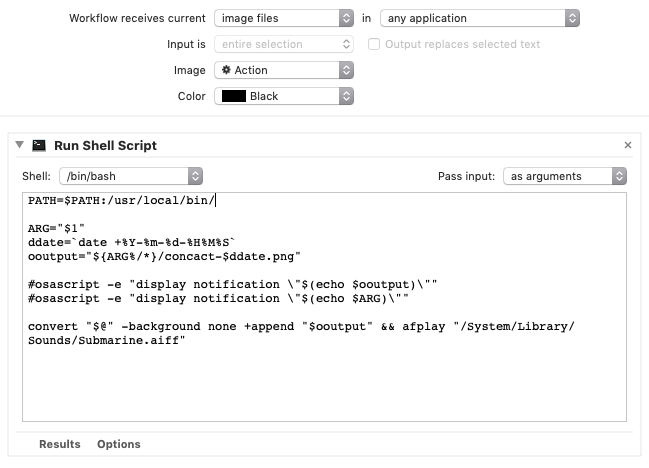 Workflow receives current image files in any application
Input is entire selection Output replaces selected text
Image Action
Color Black
Run Shell Script
Shell: /bin/bash Pass input: as arguments
PATH=$PATH:/usr/local/bin/
ARG="$1"
ddate=`date +%Y-%m-%d-%H%M%S`
ooutput="${ARG%/*}/concact-$ddate.png"
#osascript -e "display notification \"$(echo $ooutput)\""
#osascript -e "display notification \"$(echo $ARG)\""
convert "$@" -background none +append "$ooutput" && afplay "/System/Library/
Sounds/Submarine.aiff"
Results Options